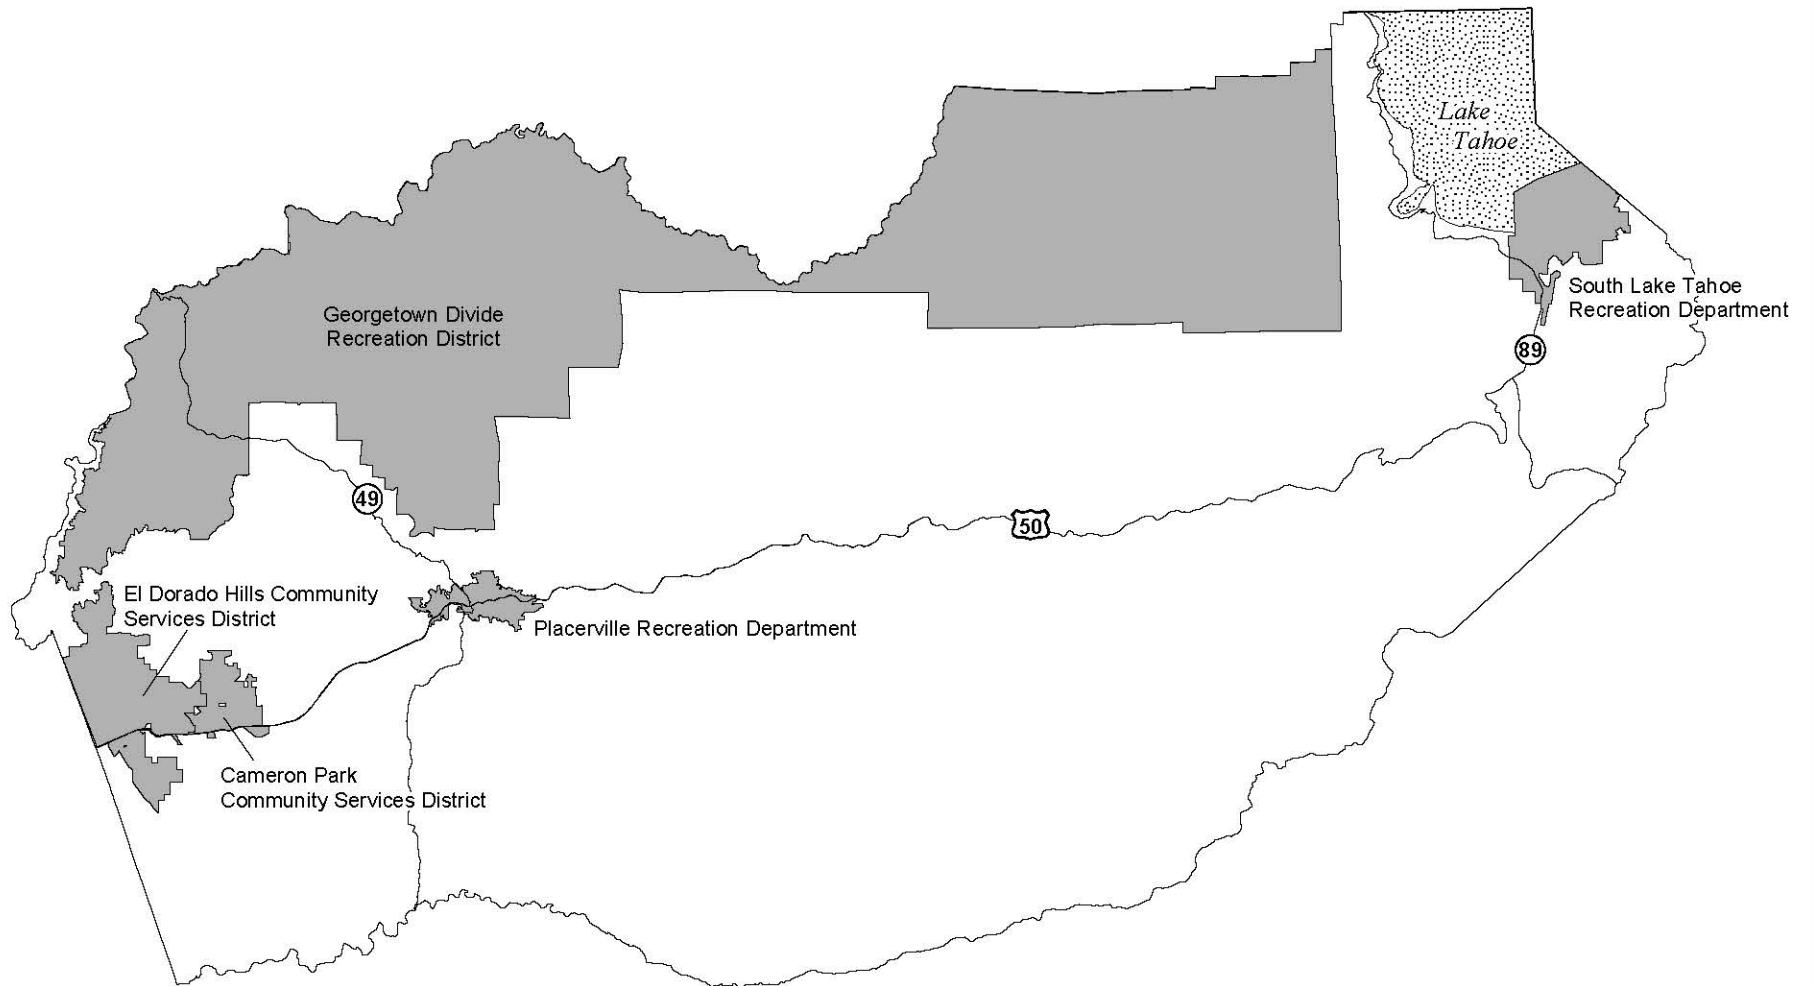 Lake
Tahoe
Georgetown Divide
Recreation District
South Lake Tahoe
Recreation Department
89
49
50
El Dorado Hills Community
Services District
Placerville Recreation Department
Cameron Park
Community Services District